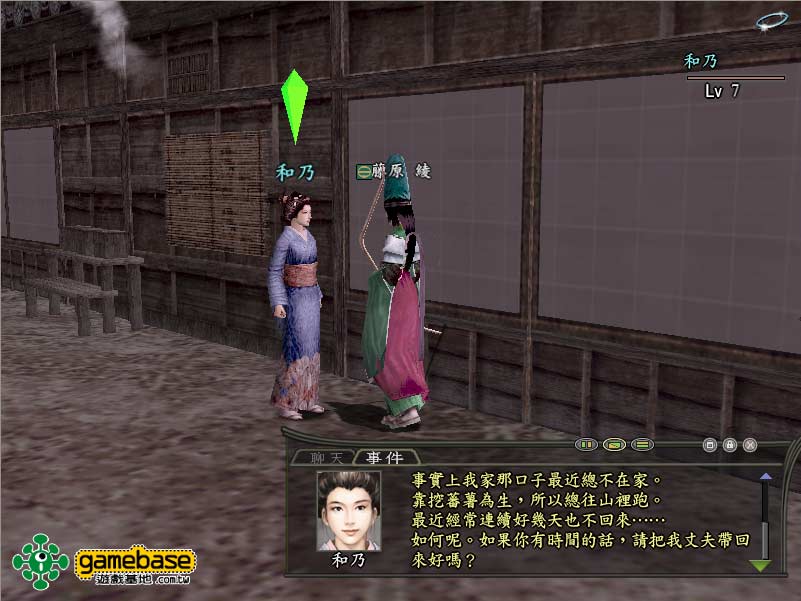 和乃
Lv 7
和乃
藤原 綾
聊天
事件
事實上我家那口子最近總不在家。
靠挖蕃薯為生，所以總往山裡跑。
最近經常連續好幾天也不回來……
如何呢。如果你有時間的話，請把我丈夫帶回
來好嗎？
和乃
gamebase
遊戲基地.com.tw